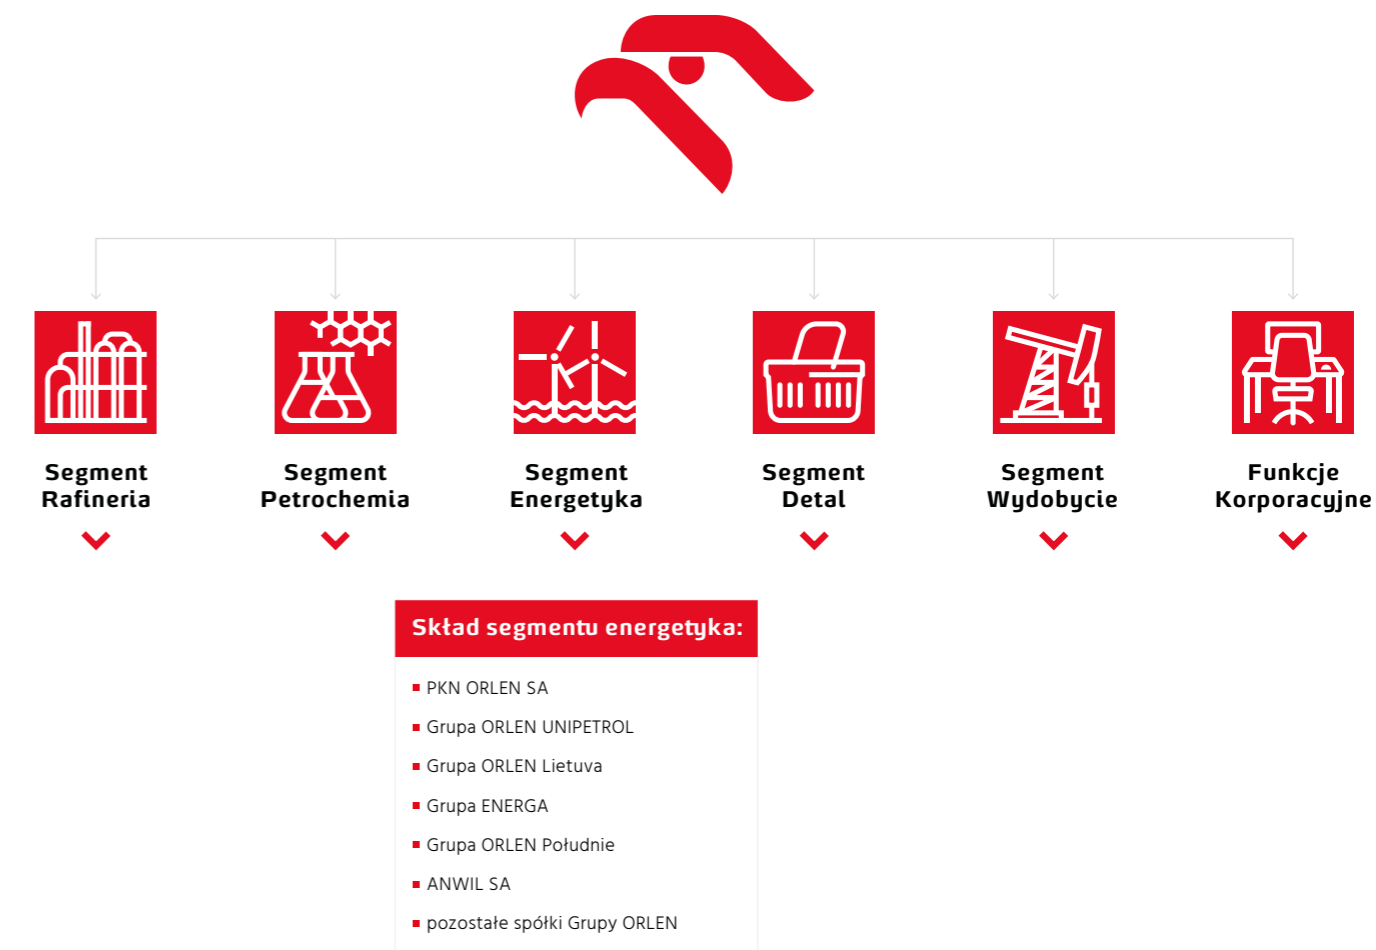 Segment
Rafineria
Segment
Petrochemia
Segment
Energetyka
Segment
Detal
Segment
Wydobycie
Funkcje
Korporacyjne
Skład segmentu energetyka:
PKN ORLEN SA
Grupa ORLEN UNIPETROL
Grupa ORLEN Lietuva
Grupa ENERGA
Grupa ORLEN Południe
ANWIL SA
pozostałe spółki Grupy ORLEN